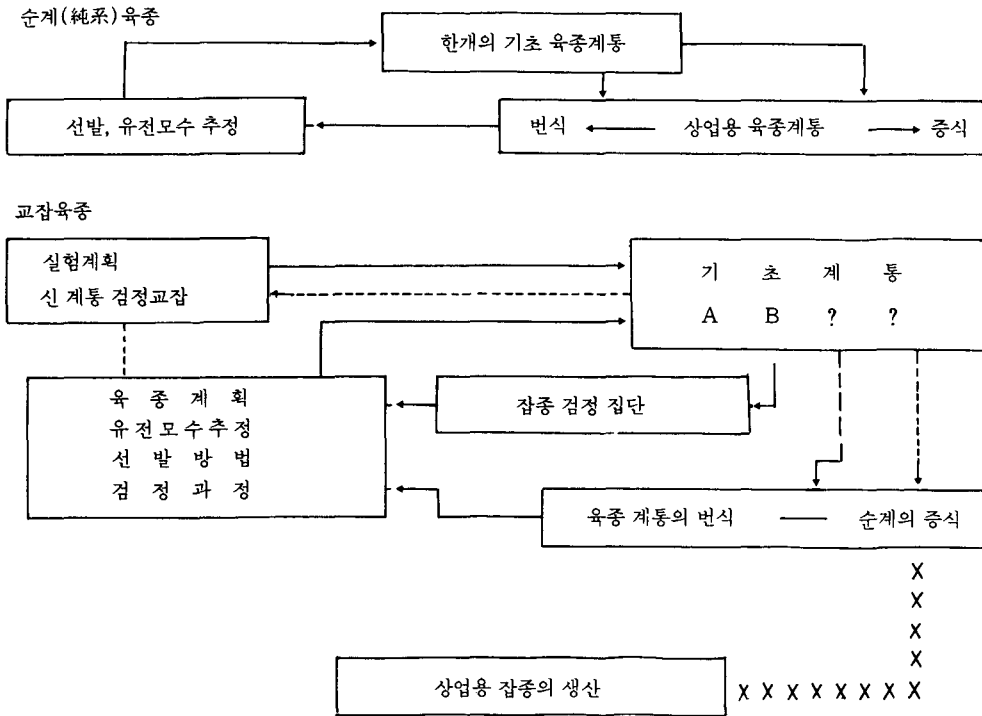 순계(純系)육종
한개의 기초 육종계통
선발, 유전모수 추정
번식 상업용 육종계통 증식
교잡육종
실험계획
신 계통 검정교잡
기 초 계 통
A B ? ?
육 종 계 획
유전모수추정
선 발 방 법
검 정 과 정
잡종 검정 집단
육종 계통의 번식 순계의 증식
X
X
X
X
상업용 잡종의 생산 X X X X X X X X